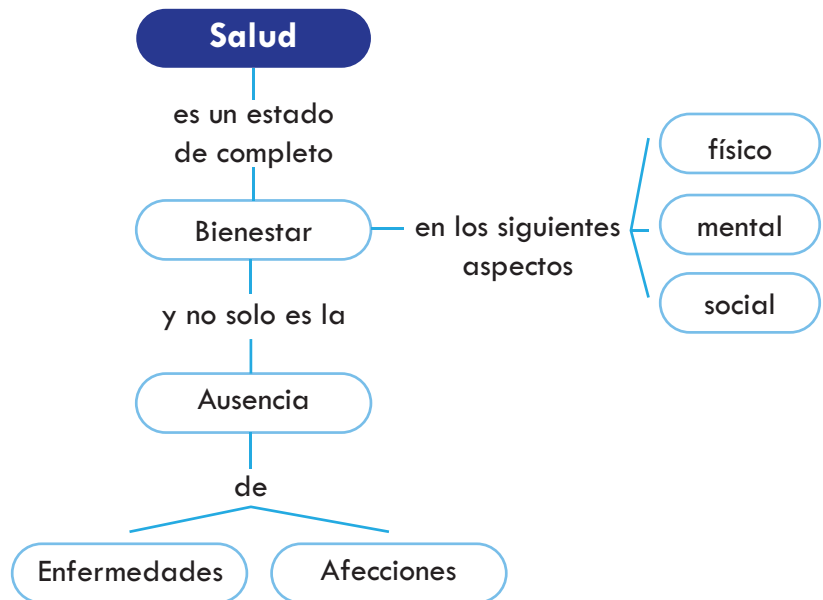 Salud
es un estado
de completo
Bienestar
en los siguientes
aspectos
físico
mental
social
y no solo es la
Ausencia
de
Enfermedades
Afecciones